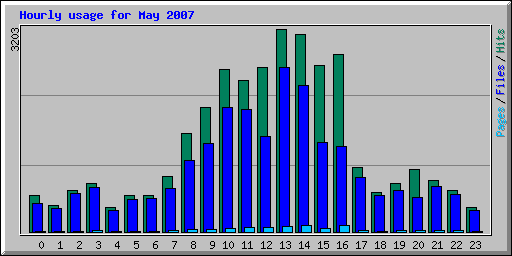 Hourly usage for May 2007
3203
Pages / Files / Hits
0 1 2 3 4 5 6 7 8 9 10 11 12 13 14 15 16 17 18 19 20 21 22 23